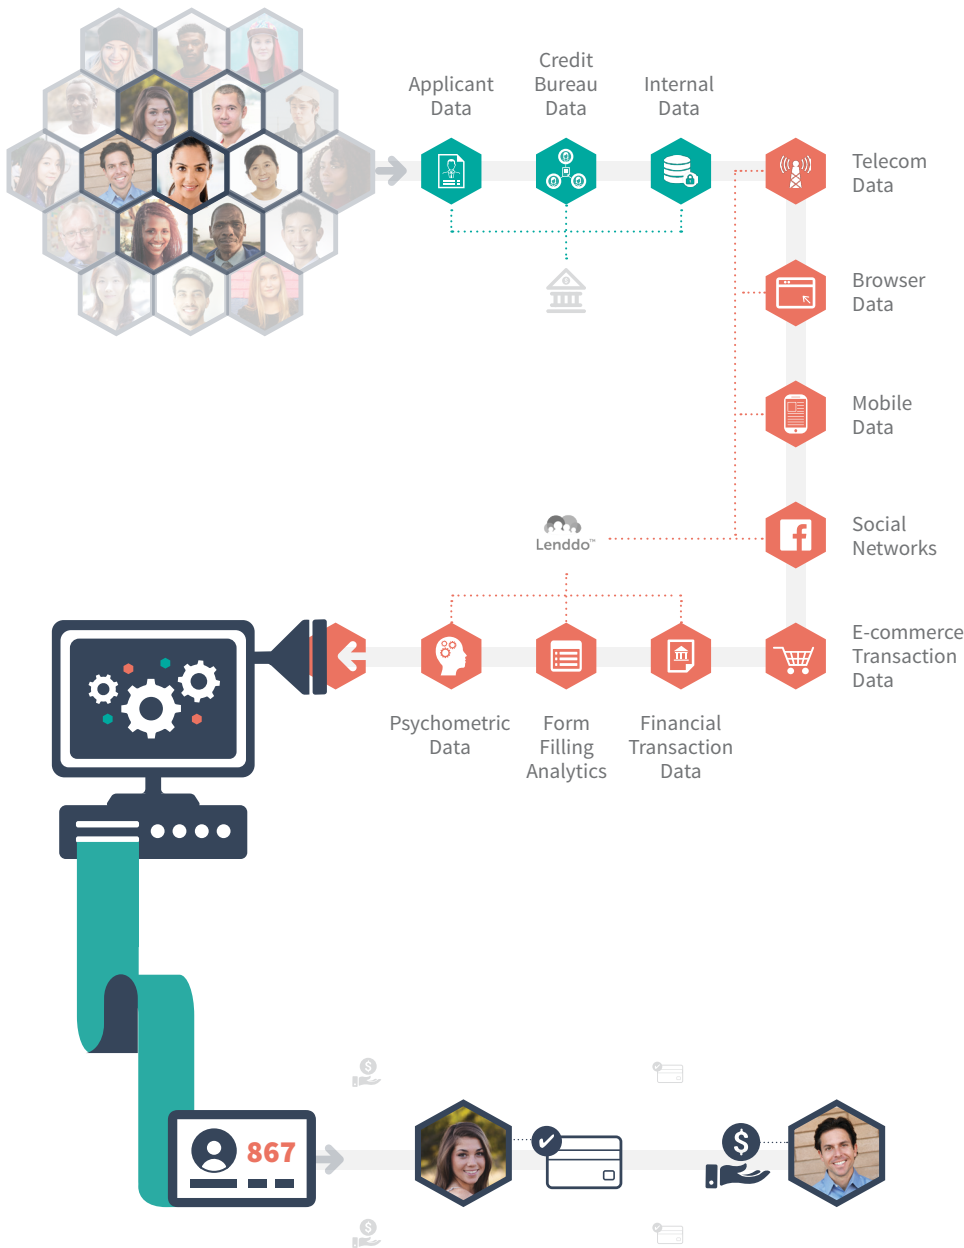 Applicant
Data
Credit
Bureau
Data
Internal
Data
Telecom
Data
Browser
Data
Mobile
Data
Lenddo™
Social
Networks
E-commerce
Transaction
Data
Psychometric
Data
Form
Filling
Analytics
Financial
Transaction
Data
867